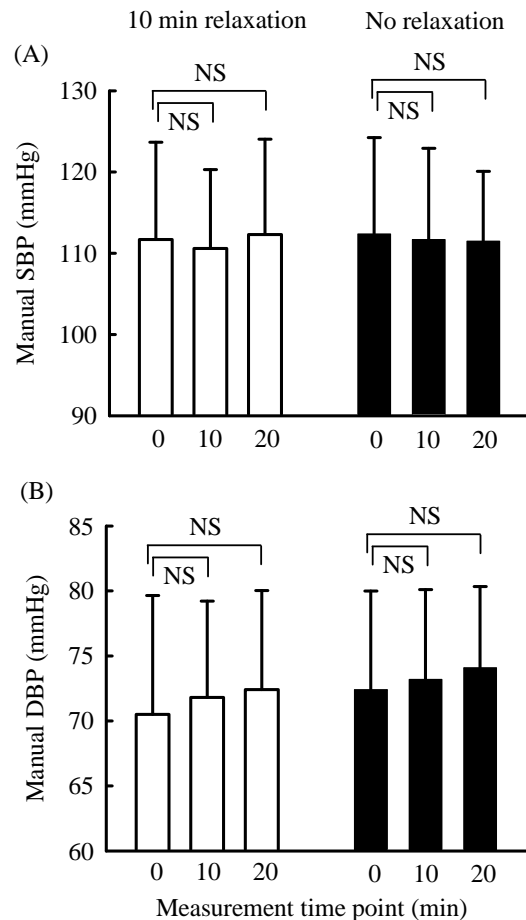 10 min relaxation No relaxation
(A)
NS NS
NS NS
130
120
110
100
90
Manual SBP (mmHg)
0 10 20 0 10 20
(B)
NS NS
NS NS
85
80
75
70
65
60
Manual DBP (mmHg)
0 10 20 0 10 20
Measurement time point (min)